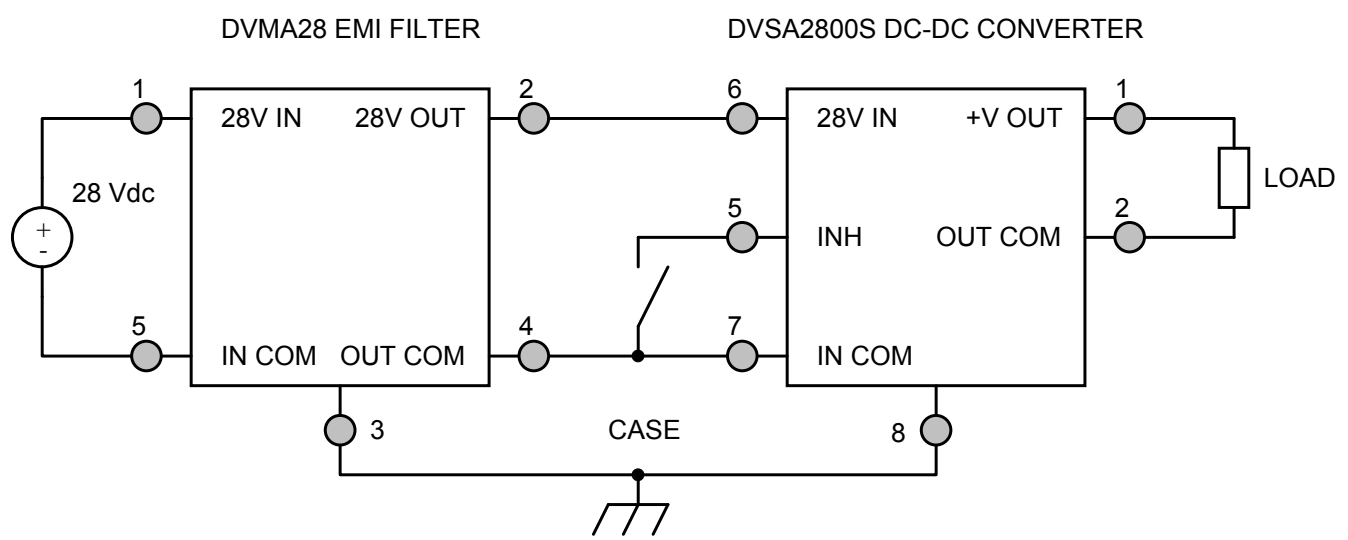 DVMA28 EMI FILTER
DVSA2800S DC-DC CONVERTER
1
2
6
1
28V IN
28V OUT
28V IN
+V OUT
28 Vdc
+
-
LOAD
5
2
INH
OUT COM
5
4
7
IN COM
OUT COM
IN COM
3
CASE
8